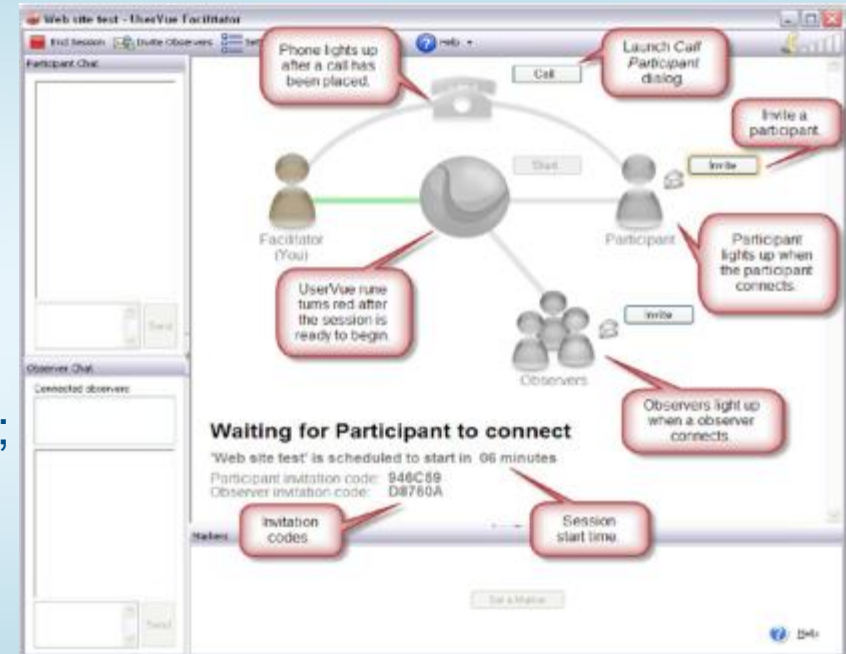 Web site test - UserVue Facilitator
End Session
Invite Observers
Help
Participant Chat
Send
Observer Chat
Connected observers
Send
Phone lights up
after a call has
been placed.
Call
Launch Call
Participant
dialog.
Invite a
participant.
Start
Invite
Facilitator
(You)
Participant
Participant
lights up when
the participant
connects.
UserVue rune
turns red after
the session is
ready to begin.
Invite
Observers
Observers light up
when a observer
connects.
;
Waiting for Participant to connect
'Web site test' is scheduled to start in 06 minutes
Participant invitation code: 946C69
Observer invitation code: D8760A
Invitation
codes.
Session
start time.
Markers
Set a Marker
Help